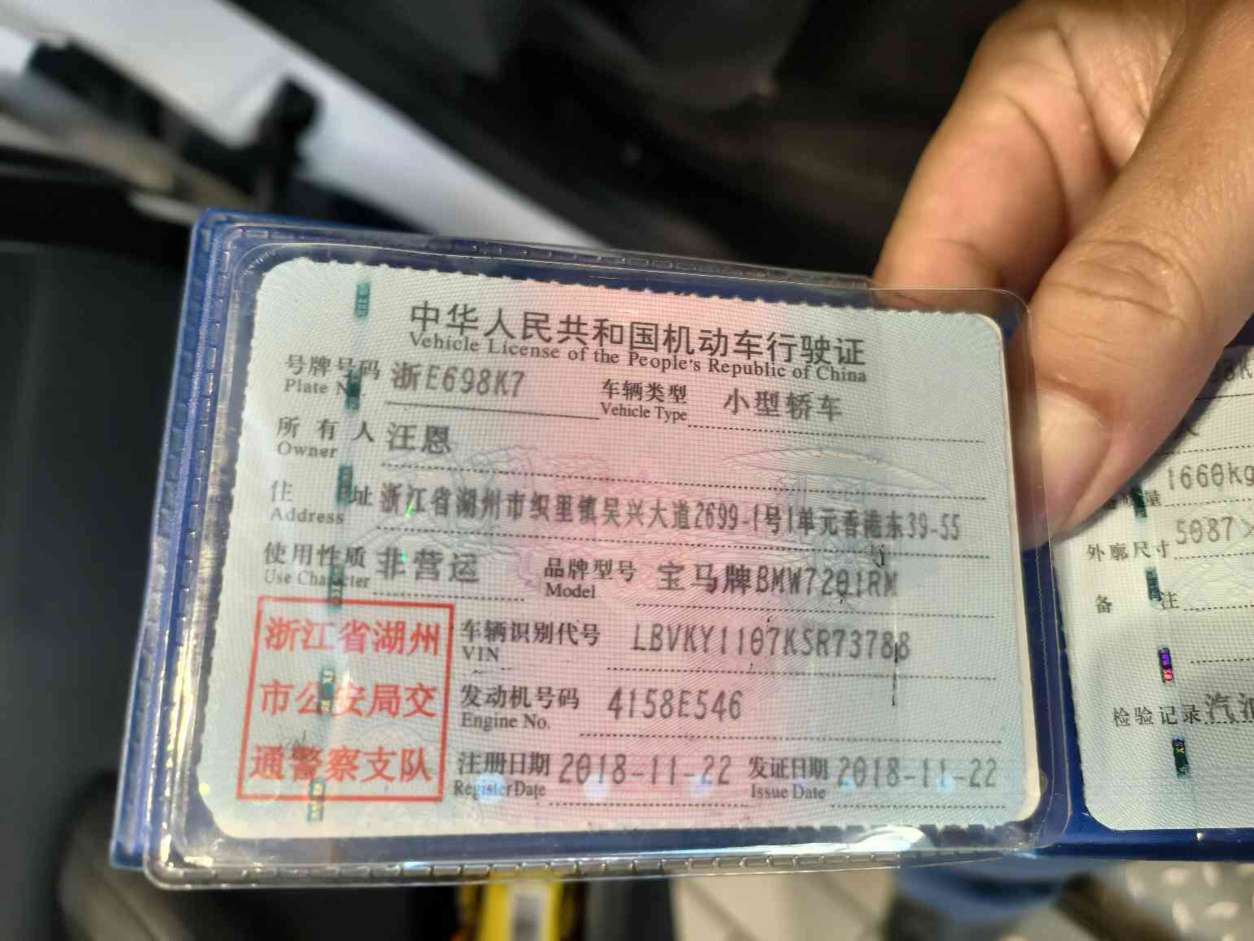 中华人民共和国机动车行驶证
Vehicle License of the People's Republic of China
号牌号码 浙E698K7 车辆类型 小型轿车
Plate No. Vehicle Type
所有人 汪恩
Owner
住址 浙江省湖州市织里镇吴兴大道2699-1号1单元香港东39-55
Address
使用性质 非营运 品牌型号 宝马牌BMW7201RM
Use Character Model
浙江省湖州
市公安局交
通警察支队
车辆识别代号 LBVKY1107KSR73788
VIN
发动机号码 4158E546
Engine No.
注册日期 2018-11-22 发证日期 2018-11-22
Register Date Issue Date
1660kg
外廓尺寸 5087×
备注
检验记录